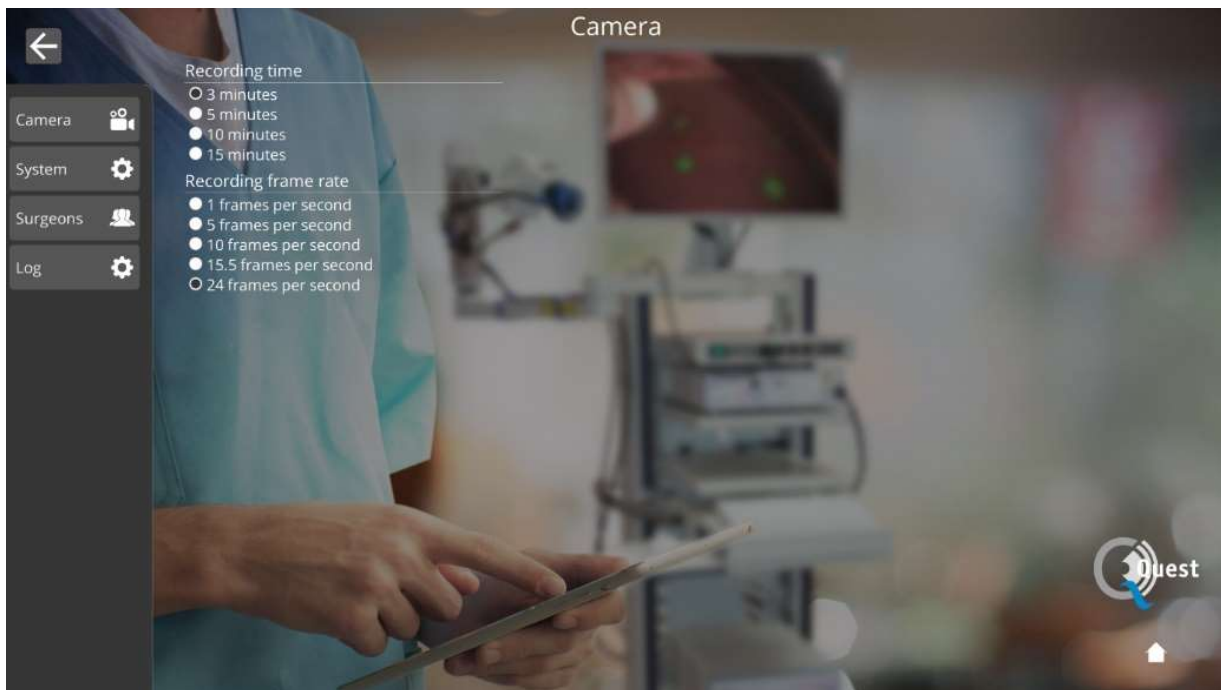 Camera
Recording time
3 minutes
5 minutes
10 minutes
15 minutes
Recording frame rate
1 frames per second
5 frames per second
10 frames per second
15.5 frames per second
24 frames per second
Camera
System
Surgeons
Log
Quest